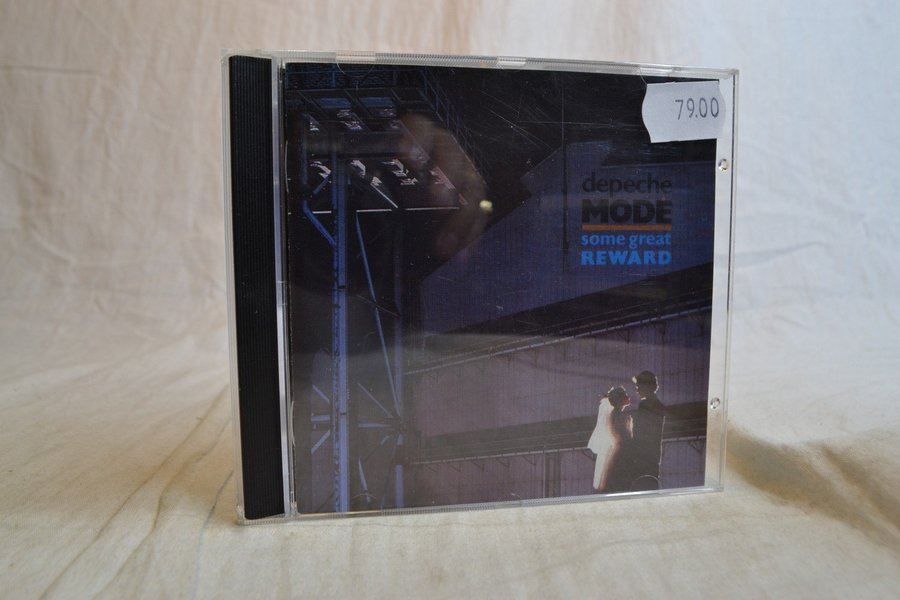 79.00
depeche
MODE
some great
REWARD